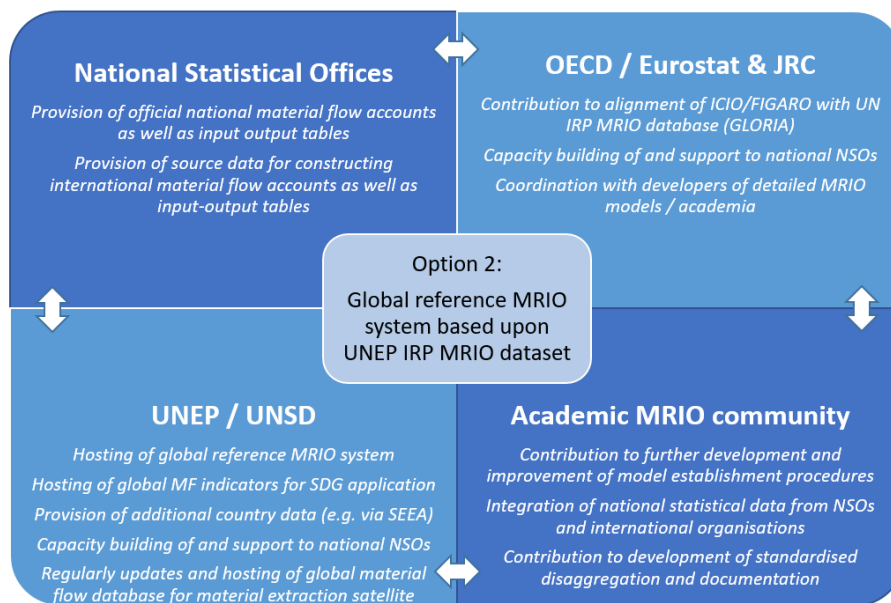 National Statistical Offices
Provision of official national material flow accounts
as well as input output tables
Provision of source data for constructing
international material flow accounts as well as
input-output tables
OECD / Eurostat & JRC
Contribution to alignment of ICIO/FIGARO with UN
IRP MRIO database (GLORIA)
Capacity building of and support to national NSOs
Coordination with developers of detailed MRIO
models / academia
Option 2:
Global reference MRIO
system based upon
UNEP IRP MRIO dataset
UNEP / UNSD
Hosting of global reference MRIO system
Hosting of global MF indicators for SDG application
Provision of additional country data (e.g. via SEEA)
Capacity building of and support to national NSOs
Regularly updates and hosting of global material
flow database for material extraction satellite
Academic MRIO community
Contribution to further development and
improvement of model establishment procedures
Integration of national statistical data from NSOs
and international organisations
Contribution to development of standardised
disaggregation and documentation